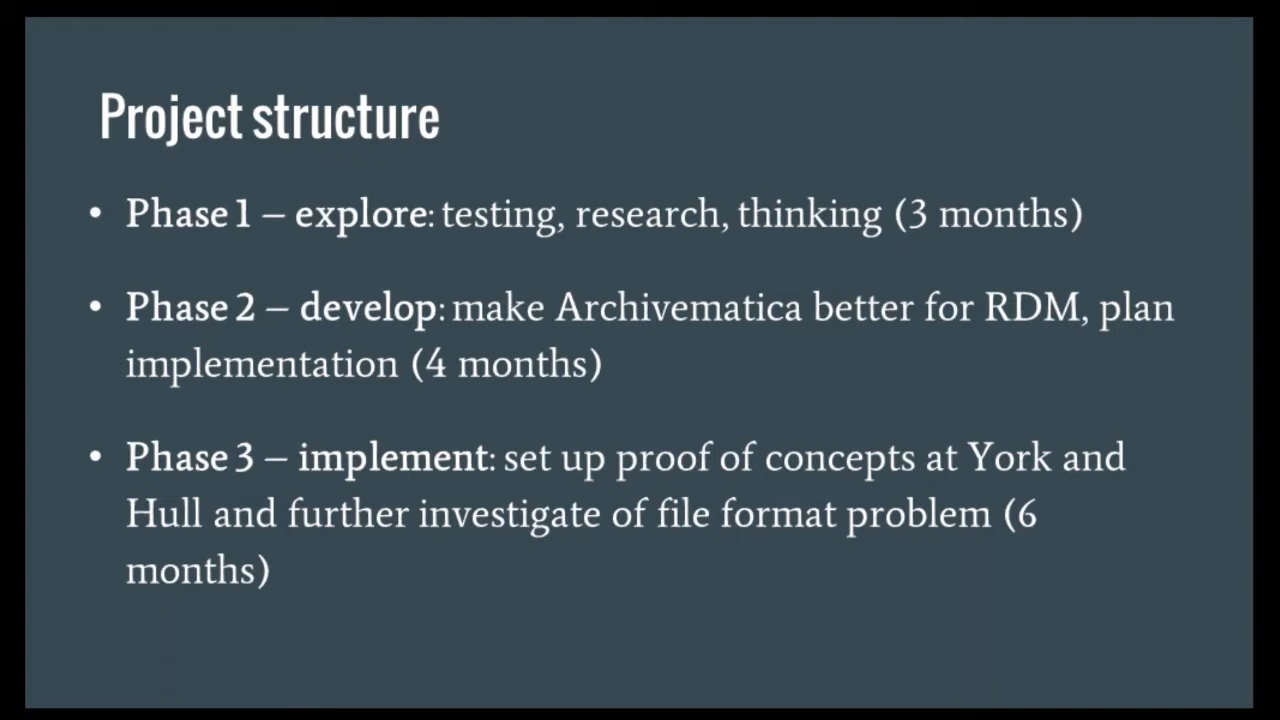 Project structure
• Phase 1 – explore: testing, research, thinking (3 months)
• Phase 2 – develop: make Archivematica better for RDM, plan
implementation (4 months)
• Phase 3 – implement: set up proof of concepts at York and
Hull and further investigate of file format problem (6
months)